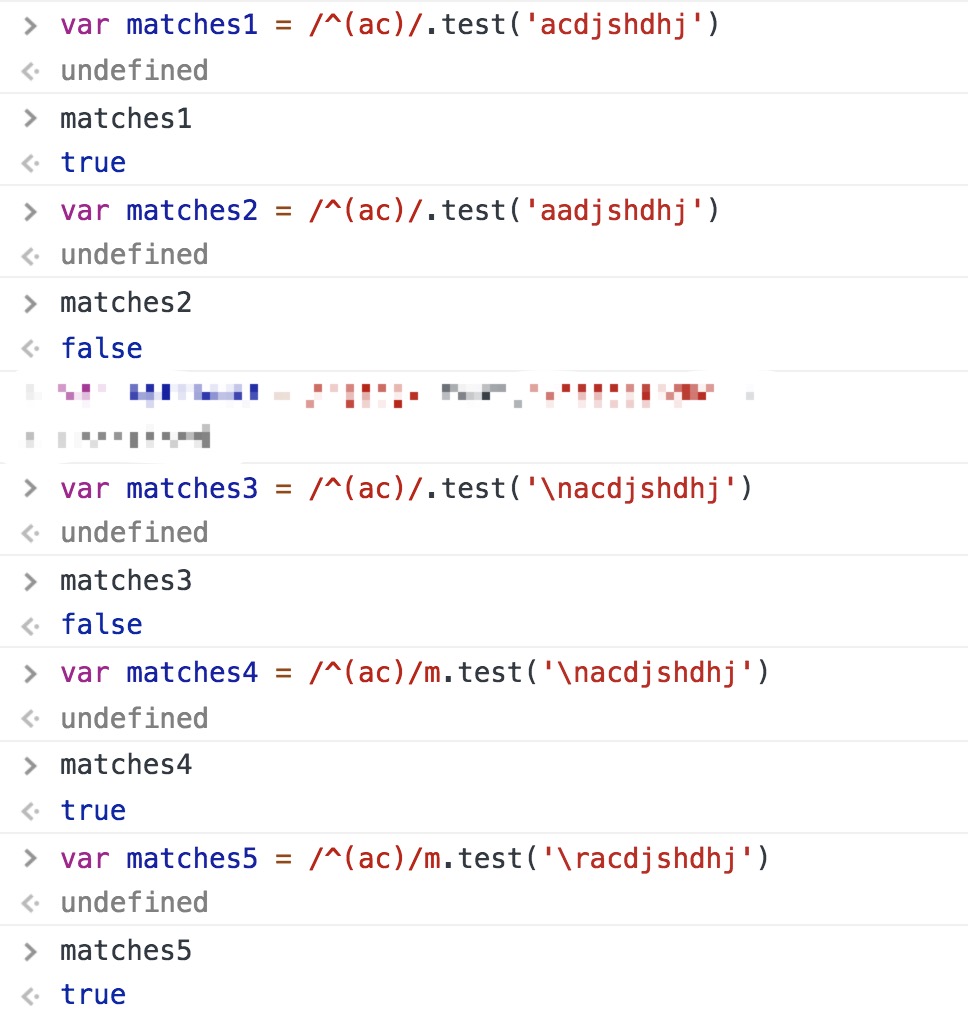 > var matches1 = /^(ac)/.test('acdjshdhj')
< undefined
> matches1
< true
> var matches2 = /^(ac)/.test('aadjshdhj')
< undefined
> matches2
< false
> var matches3 = /^(ac)/.test('\nacdjshdhj')
< undefined
> matches3
< false
> var matches4 = /^(ac)/m.test('\nacdjshdhj')
< undefined
> matches4
< true
> var matches5 = /^(ac)/m.test('\racdjshdhj')
< undefined
> matches5
< true